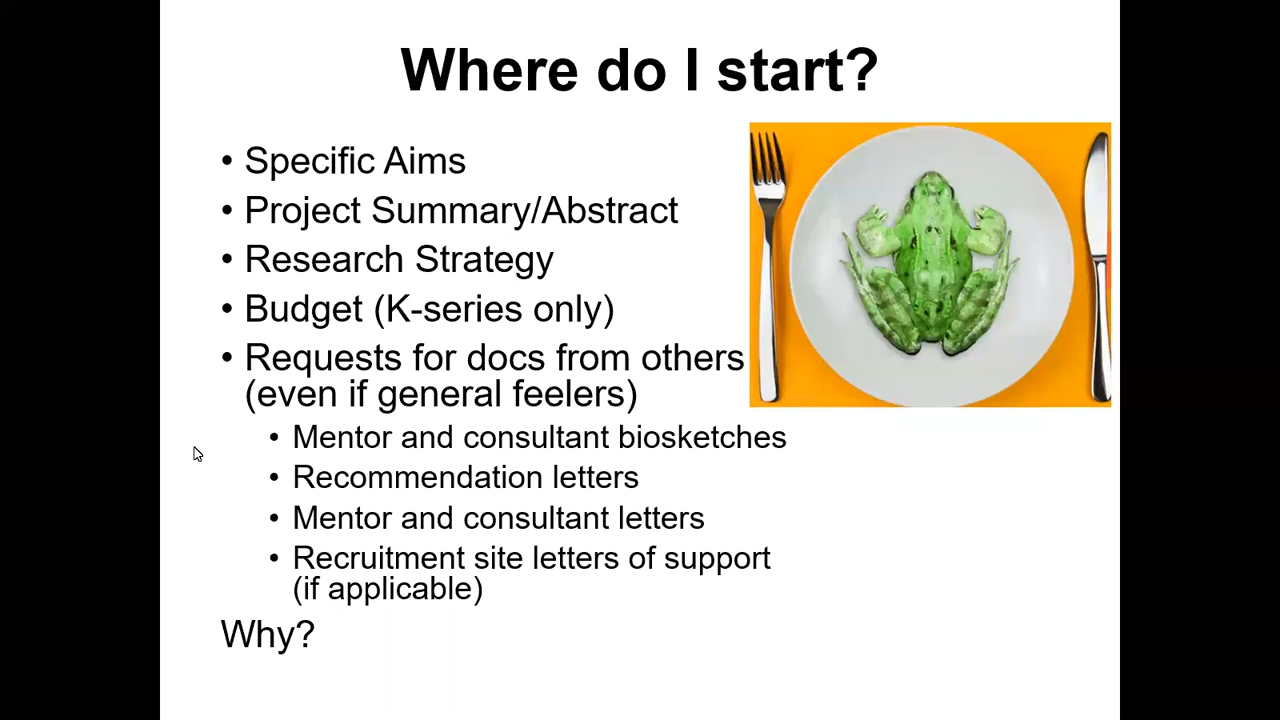 Where do I start?
• Specific Aims
• Project Summary/Abstract
• Research Strategy
• Budget (K-series only)
• Requests for docs from others
(even if general feelers)
• Mentor and consultant biosketches
• Recommendation letters
• Mentor and consultant letters
• Recruitment site letters of support
(if applicable)
Why?